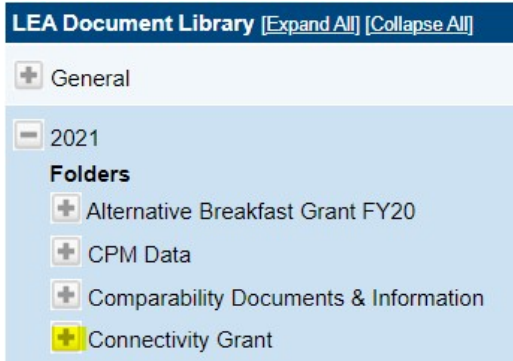 LEA Document Library [Expand All] [Collapse All]
General
2021
Folders
Alternative Breakfast Grant FY20
CPM Data
Comparability Documents & Information
Connectivity Grant